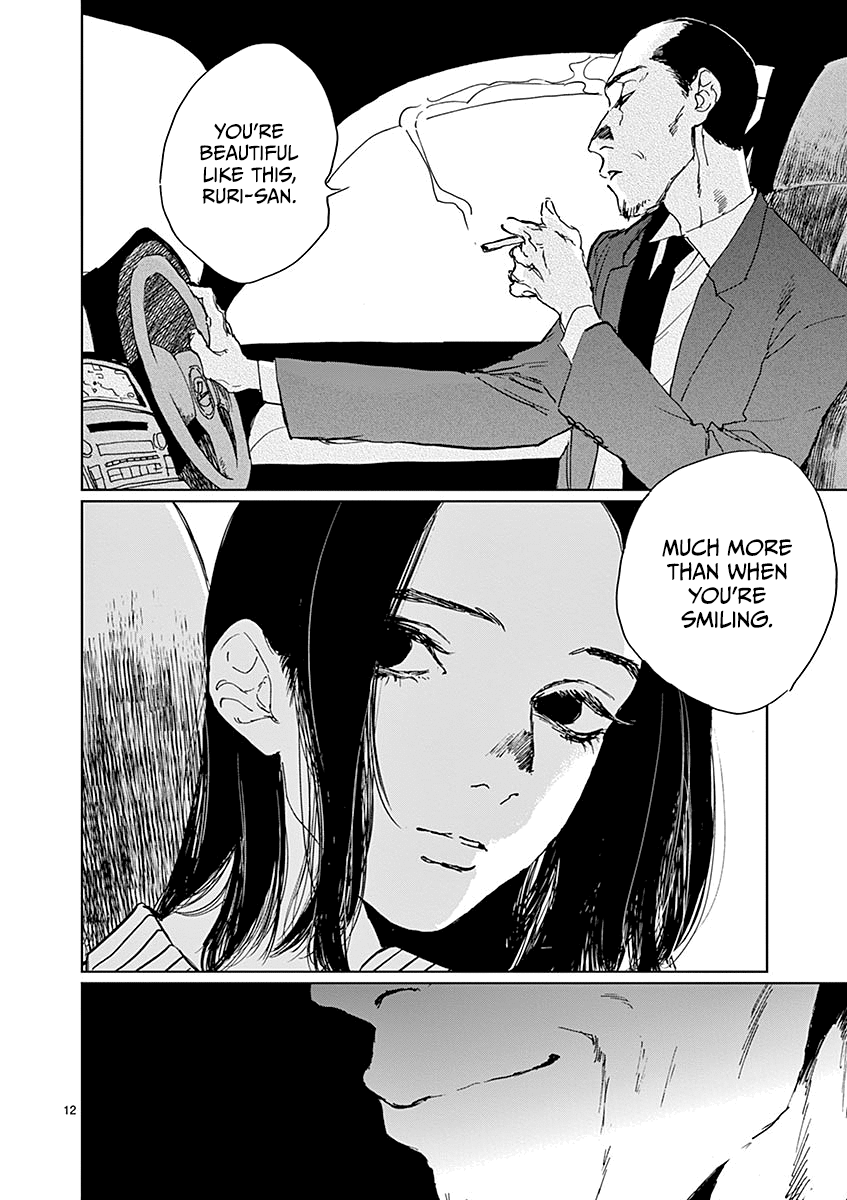 YOU'RE
BEAUTIFUL
LIKE THIS,
RURI-SAN.
MUCH MORE
THAN WHEN
YOU'RE
SMILING.
12